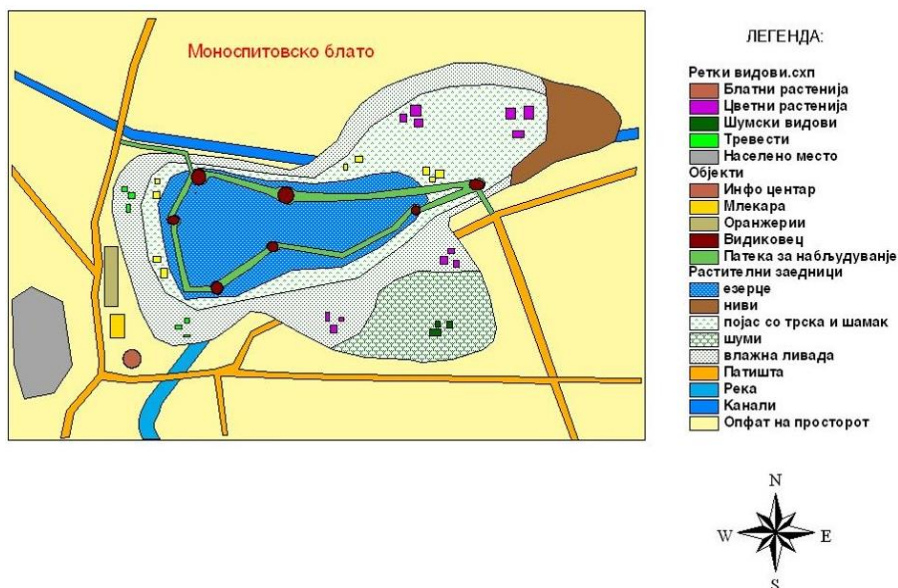 Моноспитовско блато
ЛЕГЕНДА:
Ретки видови.схп
Блатни растенија
Цветни растенија
Шумски видови
Тревести
Населено место
Објекти
Инфо центар
Млекара
Оранжерии
Видиковец
Патека за набљудуванје
Растителни заедници
езерце
ниви
појас со трска и шамак
шуми
влажна ливада
Патишта
Река
Канали
Опфат на просторот
N
W E
S